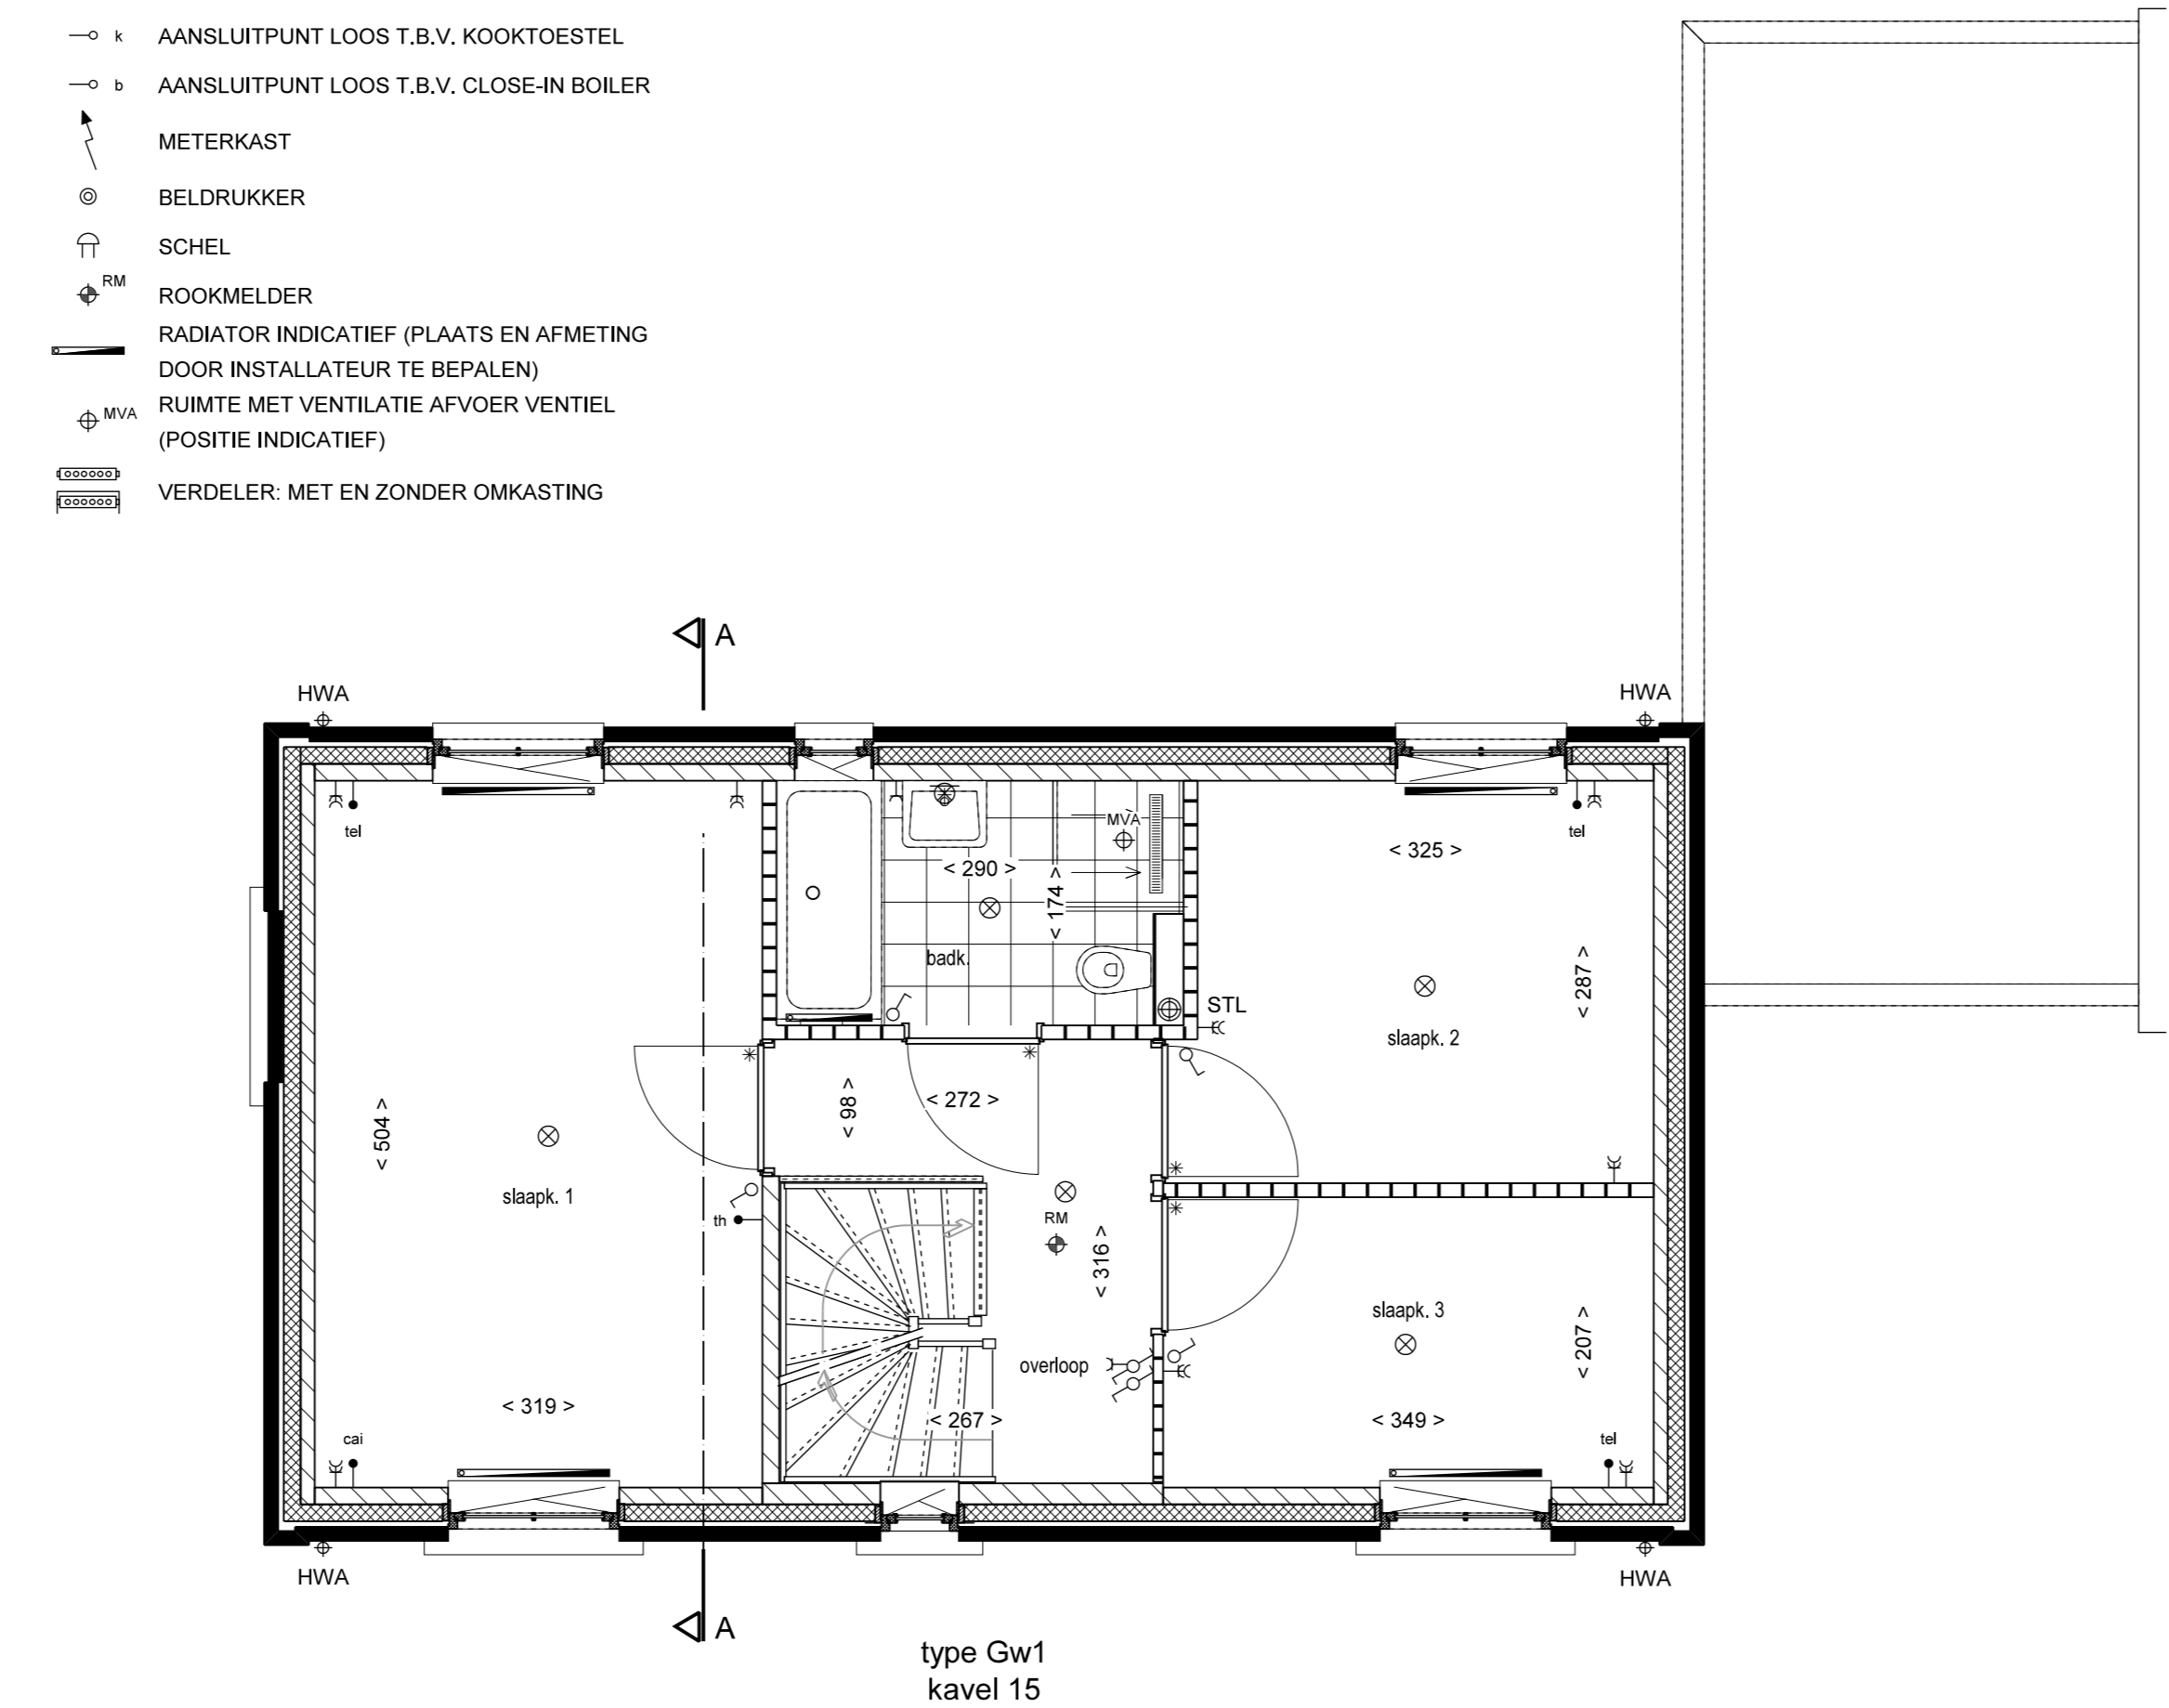 k AANSLUITPUNT LOOS T.B.V. KOOKTOESTEL
b AANSLUITPUNT LOOS T.B.V. CLOSE-IN BOILER
METERKAST
BELDRUKKER
SCHEL
RM ROOKMELDER
RADIATOR INDICATIEF (PLAATS EN AFMETING
DOOR INSTALLATEUR TE BEPALEN)
MVA RUIMTE MET VENTILATIE AFVOER VENTIEL
(POSITIE INDICATIEF)
VERDELER: MET EN ZONDER OMKASTING
A
HWA
HWA
tel
MVA
tel
< 325 >
< 290 >
< 174 >
badk.
< 287 >
STL
slaapk. 2
< 98 >
< 272 >
< 504 >
slaapk. 1
th
RM
< 316 >
slaapk. 3
overloop
< 207 >
< 319 >
< 267 >
< 349 >
cai
tel
HWA
HWA
A
type Gw1
kavel 15